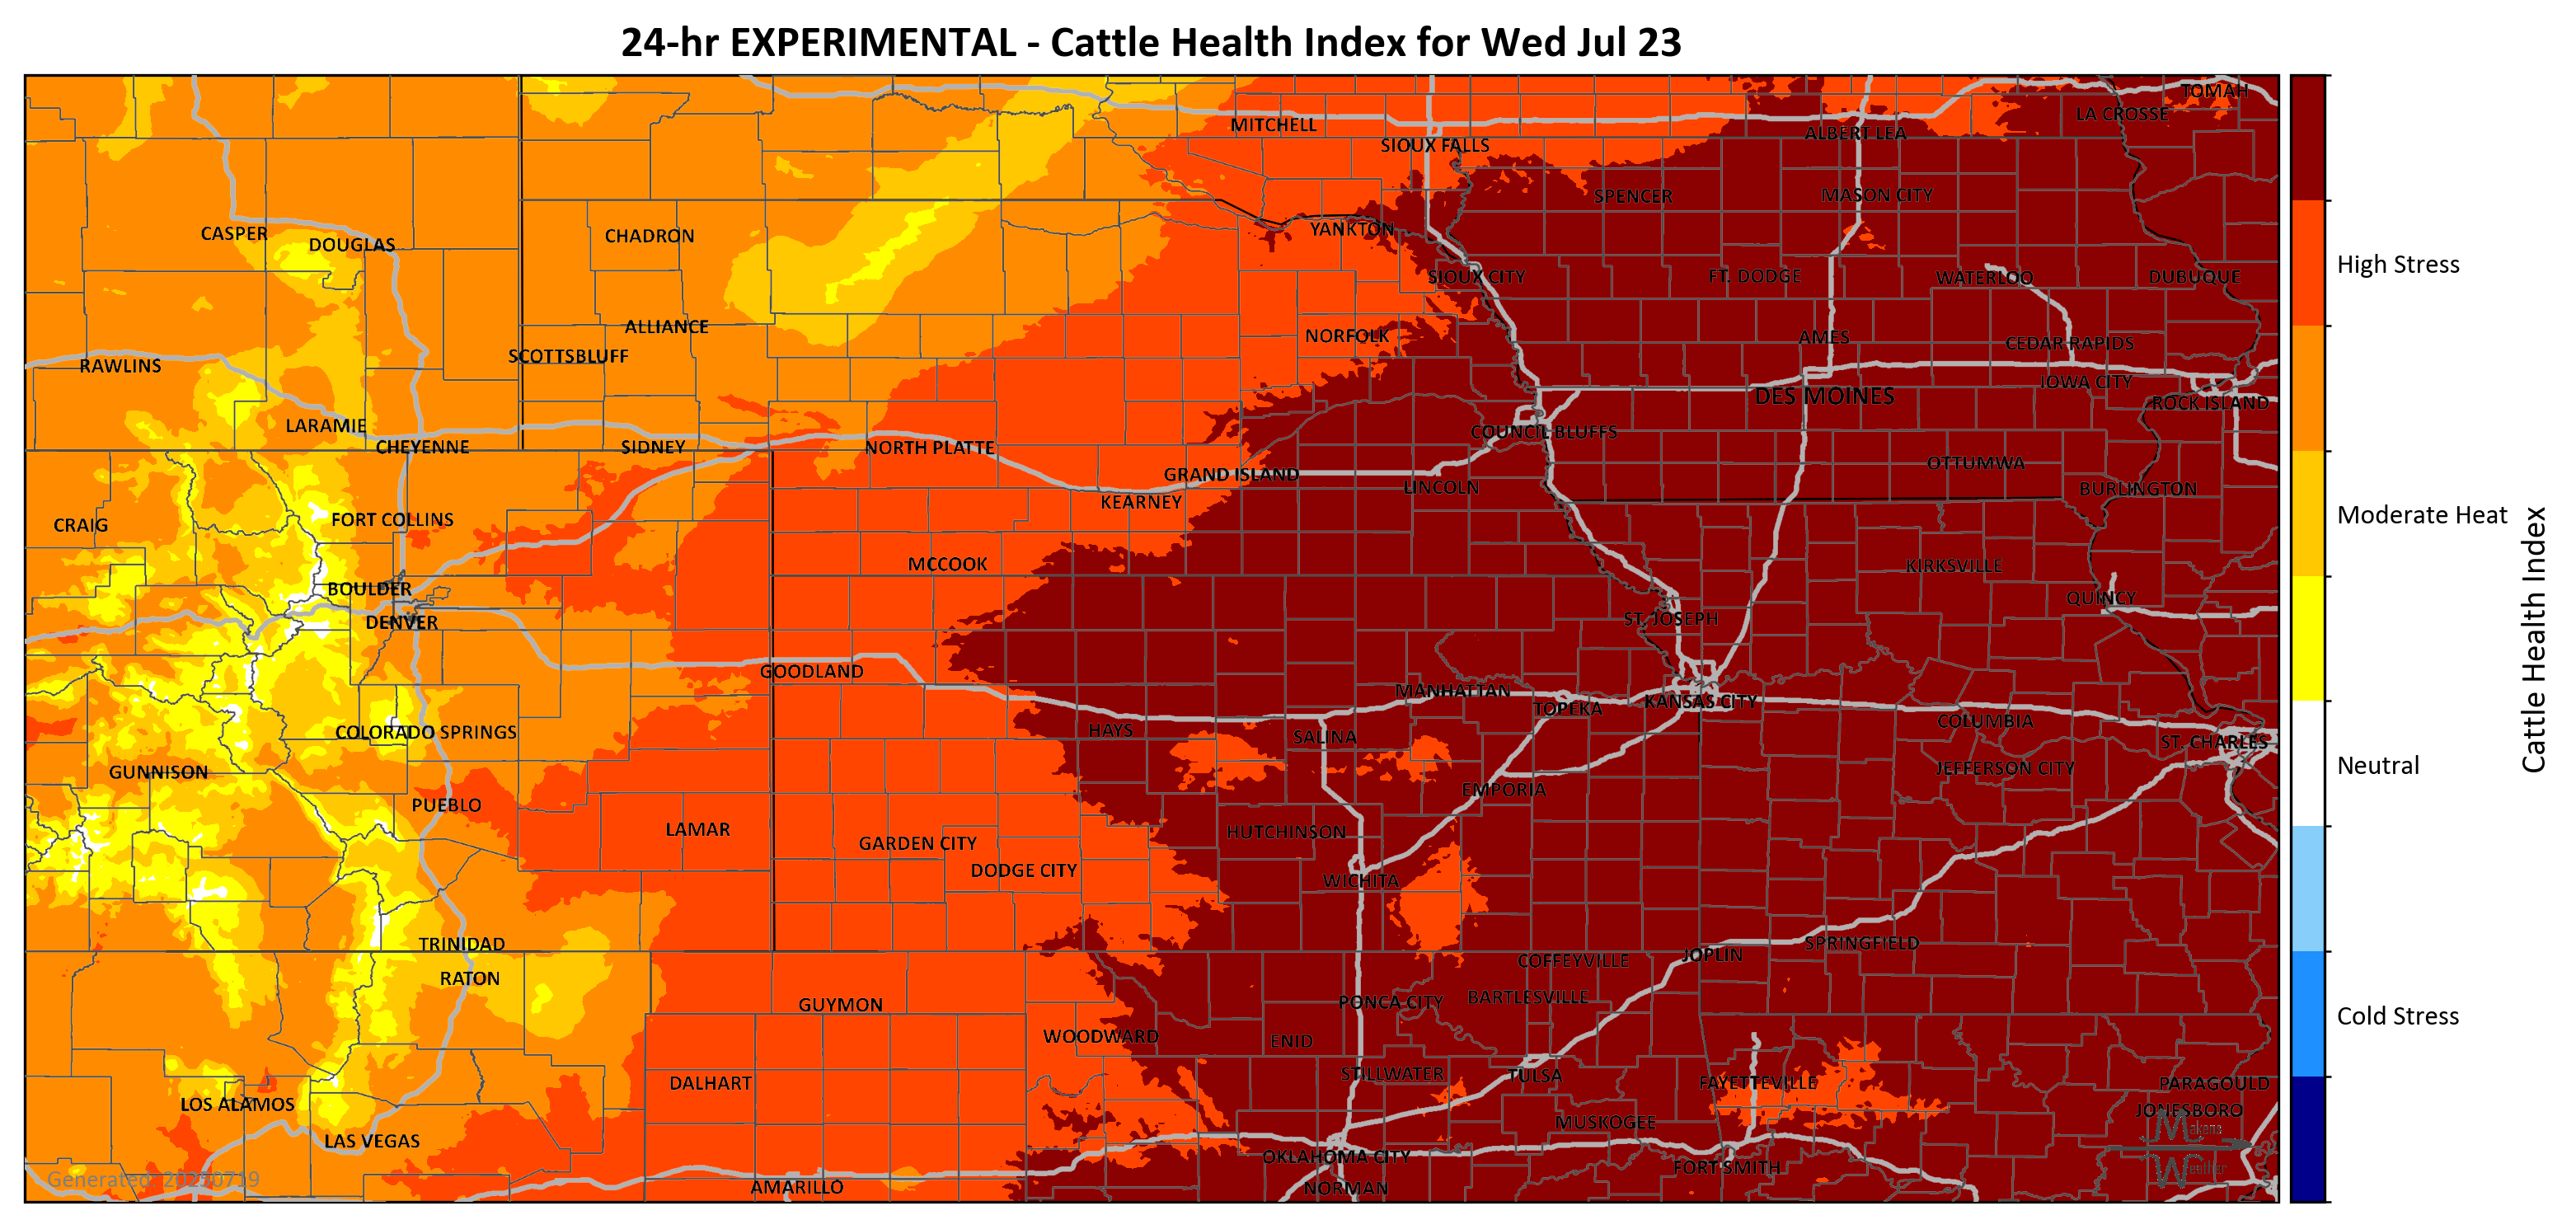 24-hr EXPERIMENTAL - Cattle Health Index for Wed Jul 23
TOMAH
LA CROSSE
MITCHELL
ALBERT LEA
SIOUX FALLS
SPENCER
MASON CITY
CASPER
DOUGLAS
CHADRON
YANKTON
SIOUX CITY
FT. DODGE
WATERLOO
DUBUQUE
High Stress
ALLIANCE
NORFOLK
AMES
CEDAR RAPIDS
SCOTTSBLUFF
RAWLINS
IOWA CITY
DES MOINES
ROCK ISLAND
LARAMIE
COUNCIL BLUFFS
CHEYENNE
SIDNEY
NORTH PLATTE
OTTUMWA
GRAND ISLAND
LINCOLN
BURLINGTON
KEARNEY
CRAIG
FORT COLLINS
Moderate Heat
MCCOOK
KIRKSVILLE
BOULDER
QUINCY
DENVER
ST. JOSEPH
Cattle Health Index
GOODLAND
MANHATTAN
KANSAS CITY
TOPEKA
COLUMBIA
COLORADO SPRINGS
HAYS
SALINA
ST. CHARLES
GUNNISON
JEFFERSON CITY
Neutral
EMPORIA
PUEBLO
LAMAR
HUTCHINSON
GARDEN CITY
DODGE CITY
WICHITA
TRINIDAD
SPRINGFIELD
JOPLIN
COFFEYVILLE
RATON
GUYMON
PONCA CITY
BARTLESVILLE
Cold Stress
WOODWARD
ENID
STILLWATER
TULSA
DALHART
FAYETTEVILLE
PARAGOULD
LOS ALAMOS
JONESBORO
MUSKOGEE
Makens
LAS VEGAS
OKLAHOMA CITY
FORT SMITH
Weather
Generated: 20250719
AMARILLO
NORMAN